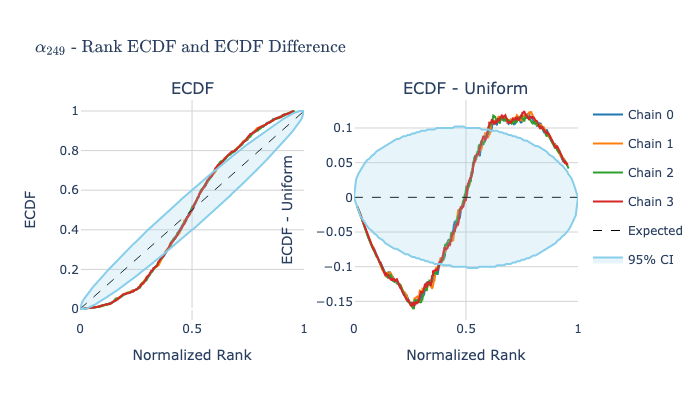 α249 - Rank ECDF and ECDF Difference
ECDF
ECDF - Uniform
1
0.8
0.6
0.4
0.2
0
0
0.5
1
ECDF
Normalized Rank
0.1
0.05
0
−0.05
−0.1
−0.15
0
0.5
1
ECDF - Uniform
Normalized Rank
Chain 0
Chain 1
Chain 2
Chain 3
Expected
95% CI